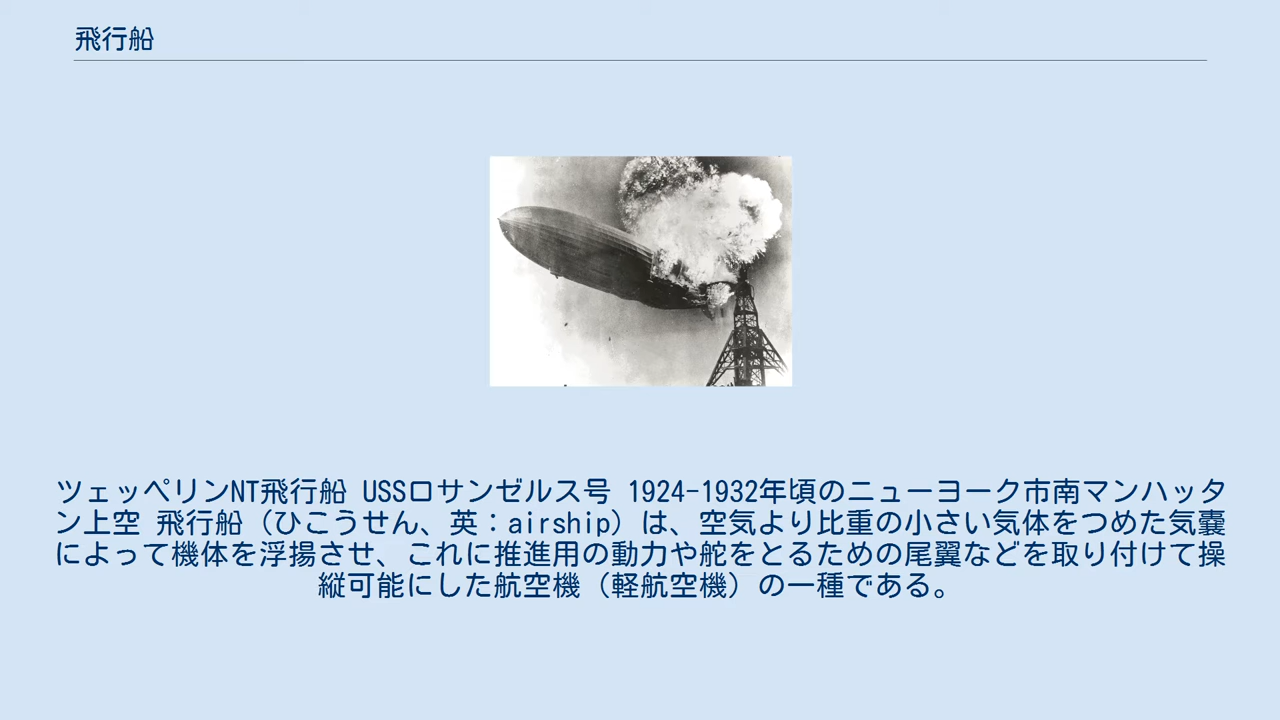 飛行船
ツェッペリンNT飛行船 USSロサンゼルス号 1924-1932年頃のニューヨーク市南マンハッタ
ン上空 飛行船（ひこうせん、英：airship）は、空気より比重の小さい気体をつめた気嚢
によって機体を浮揚させ、これに推進用の動力や舵をとるための尾翼などを取り付けて操
縦可能にした航空機（軽航空機）の一種である。